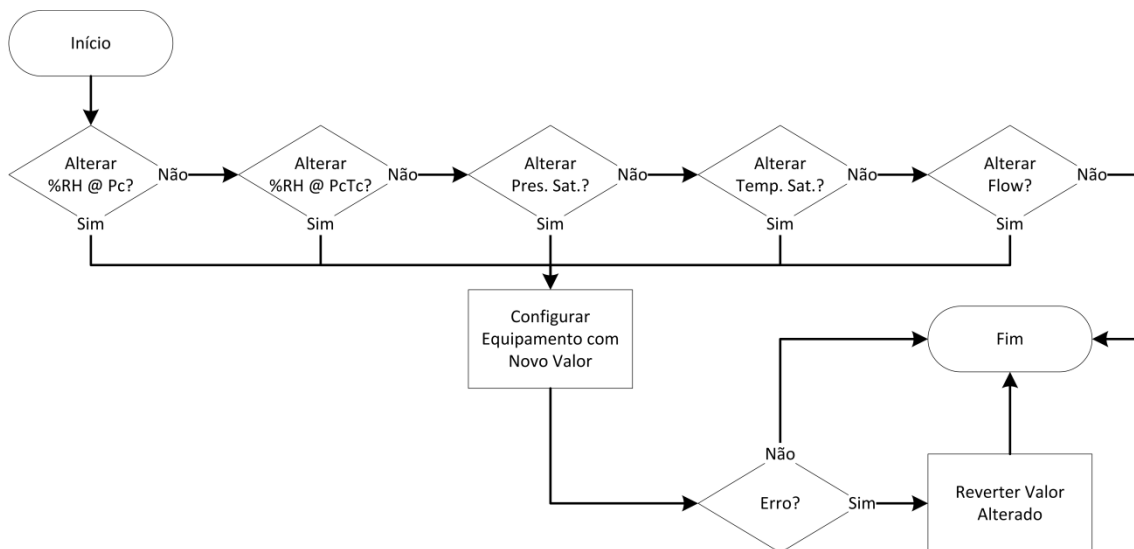 Início
Alterar
%RH @ Pc?
Não
Sim
Alterar
%RH @ PcTc?
Não
Sim
Alterar
Pres. Sat.?
Não
Sim
Alterar
Temp. Sat.?
Não
Sim
Alterar
Flow?
Não
Sim
Configurar
Equipamento com
Novo Valor
Fim
Não
Erro?
Sim
Reverter Valor
Alterado